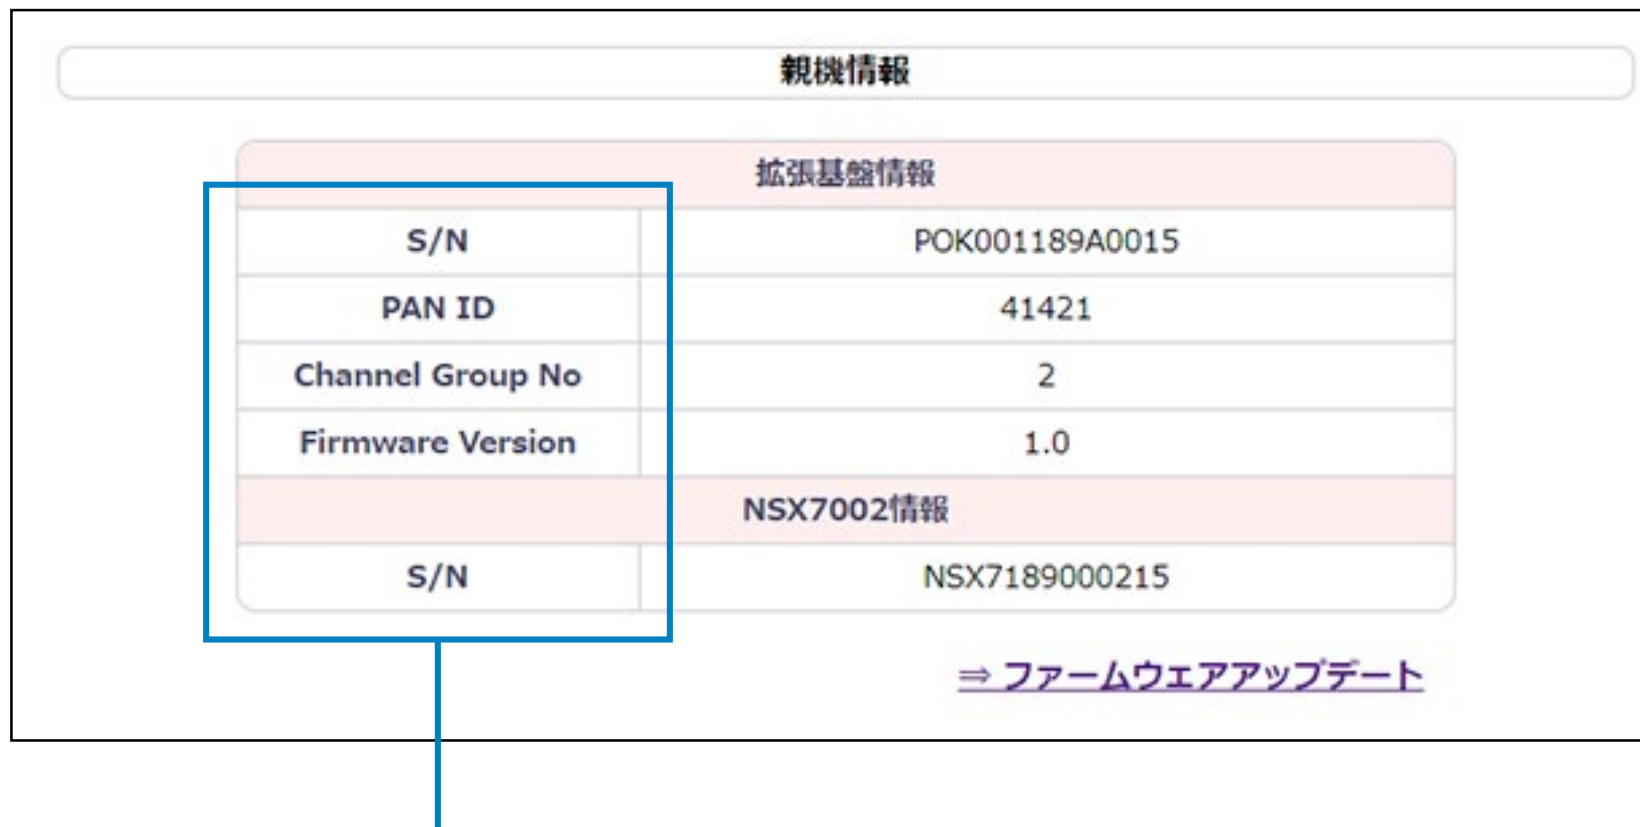 親機情報
拡張基盤情報
S/N POK001189A0015
PAN ID 41421
Channel Group No 2
Firmware Version 1.0
NSX7002情報
S/N NSX7189000215
⇒ ファームウェアアップデート